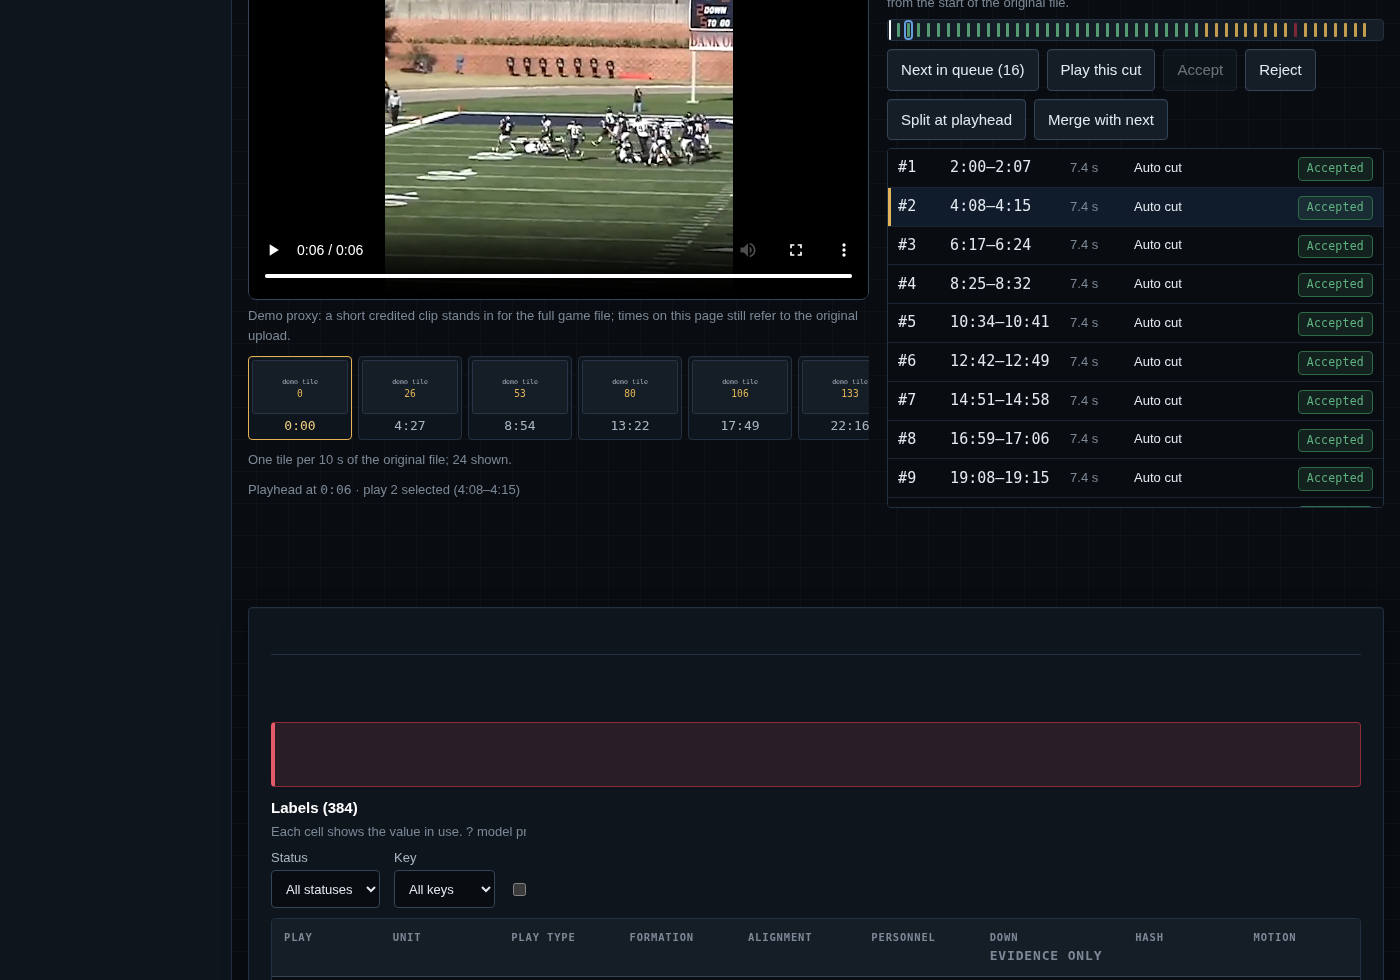 from the start of the original file.
DOWN
TO GO
BANK O
Next in queue (16)
Play this cut
Accept
Reject
Split at playhead
Merge with next
#1 2:00–2:07 7.4 s Auto cut Accepted
#2 4:08–4:15 7.4 s Auto cut Accepted
#3 6:17–6:24 7.4 s Auto cut Accepted
#4 8:25–8:32 7.4 s Auto cut Accepted
#5 10:34–10:41 7.4 s Auto cut Accepted
#6 12:42–12:49 7.4 s Auto cut Accepted
#7 14:51–14:58 7.4 s Auto cut Accepted
#8 16:59–17:06 7.4 s Auto cut Accepted
#9 19:08–19:15 7.4 s Auto cut Accepted
0:06 / 0:06
Demo proxy: a short credited clip stands in for the full game file; times on this page still refer to the original
upload.
demo tile
0
0:00
demo tile
26
4:27
demo tile
53
8:54
demo tile
80
13:22
demo tile
106
17:49
demo tile
133
22:16
One tile per 10 s of the original file; 24 shown.
Playhead at 0:06 · play 2 selected (4:08–4:15)
Labels (384)
Each cell shows the value in use. ? model pr
Status
Key
All statuses
All keys
PLAY UNIT PLAY TYPE FORMATION ALIGNMENT PERSONNEL DOWN HASH MOTION
EVIDENCE ONLY